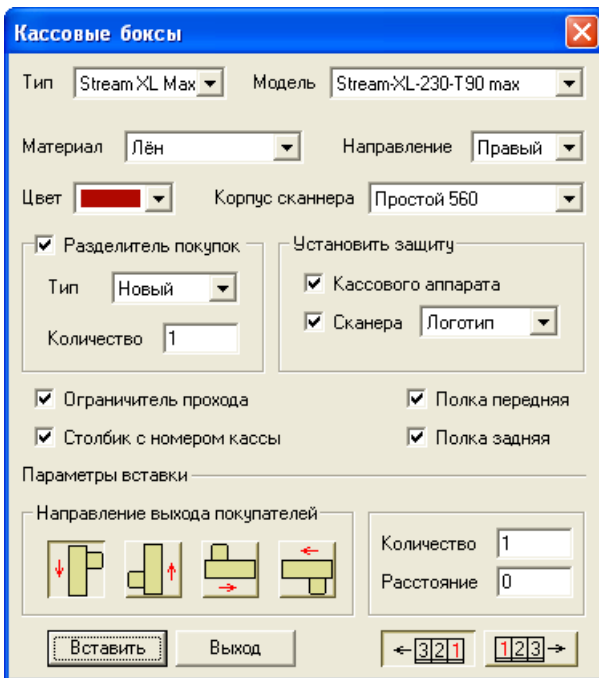 Кассовые боксы
Тип Stream XL Max Модель Stream-XL-230-T90 max
Материал Лён Направление Правый
Цвет Корпус сканнера Простой 560
Разделитель покупок Установить защиту
Тип Новый Кассового аппарата
Сканера Логотип
Количество 1
Ограничитель прохода Полка передняя
Столбик с номером кассы Полка задняя
Параметры вставки
Направление выхода покупателей
Количество 1
Расстояние 0
Вставить Выход 321 123